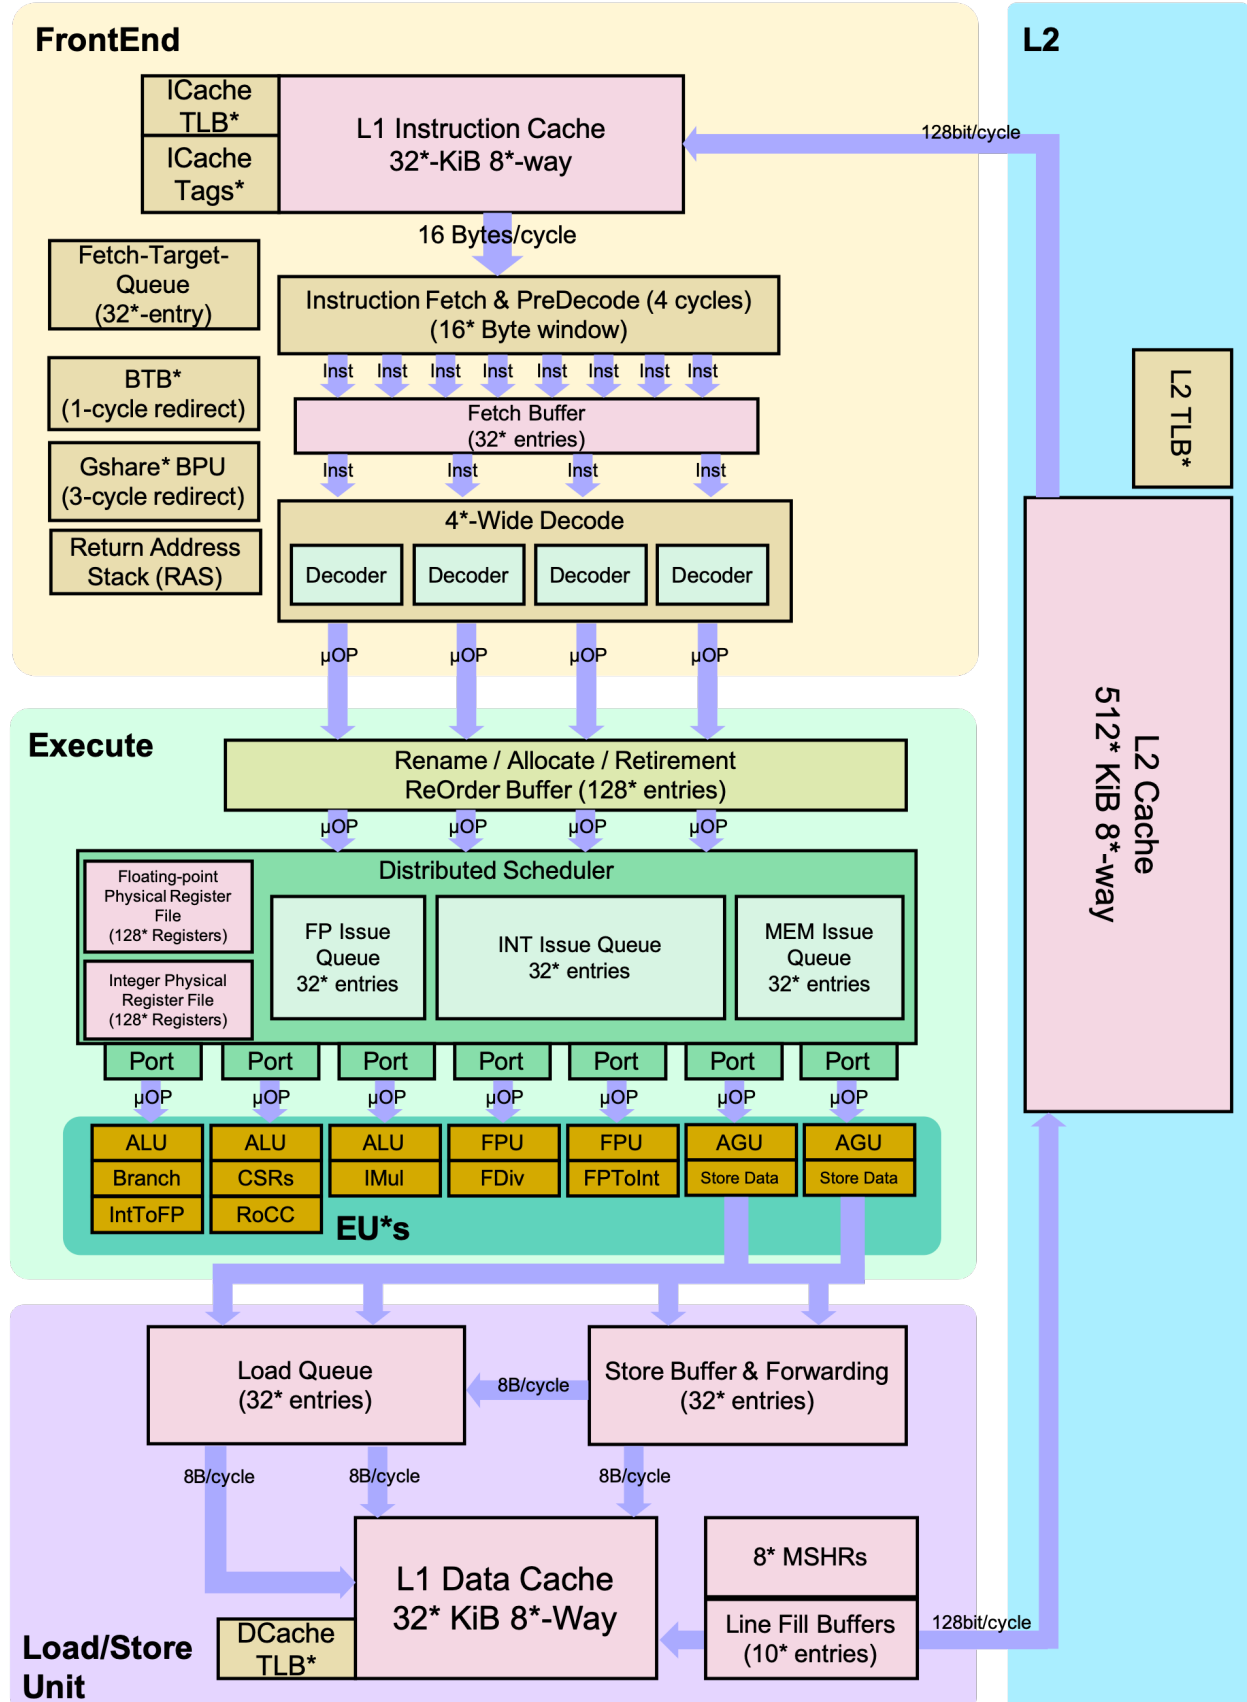 FrontEnd
L2
ICache
TLB*
ICache
Tags*
L1 Instruction Cache
32*-KiB 8*-way
128bit/cycle
16 Bytes/cycle
Fetch-Target-
Queue
(32*-entry)
Instruction Fetch & PreDecode (4 cycles)
(16* Byte window)
Inst Inst Inst Inst Inst Inst Inst Inst
BTB*
(1-cycle redirect)
Fetch Buffer
(32* entries)
L2 TLB*
Gshare* BPU
(3-cycle redirect)
Inst Inst Inst Inst
Return Address
Stack (RAS)
4*-Wide Decode
Decoder Decoder Decoder Decoder
µOP µOP µOP µOP
L2 Cache
512* KiB 8*-way
Execute
Rename / Allocate / Retirement
ReOrder Buffer (128* entries)
µOP µOP µOP µOP
Distributed Scheduler
Floating-point
Physical Register
File
(128* Registers)
Integer Physical
Register File
(128* Registers)
FP Issue
Queue
32* entries
INT Issue Queue
32* entries
MEM Issue
Queue
32* entries
Port Port Port Port Port Port Port
µOP µOP µOP µOP µOP µOP µOP
ALU ALU ALU FPU FPU AGU AGU
Branch CSRs IMul FDiv FPToInt Store Data Store Data
IntToFP RoCC
EU*s
Load Queue
(32* entries)
8B/cycle
Store Buffer & Forwarding
(32* entries)
8B/cycle 8B/cycle 8B/cycle
L1 Data Cache
32* KiB 8*-Way
8* MSHRs
Line Fill Buffers
(10* entries)
128bit/cycle
DCache
TLB*
Load/Store
Unit